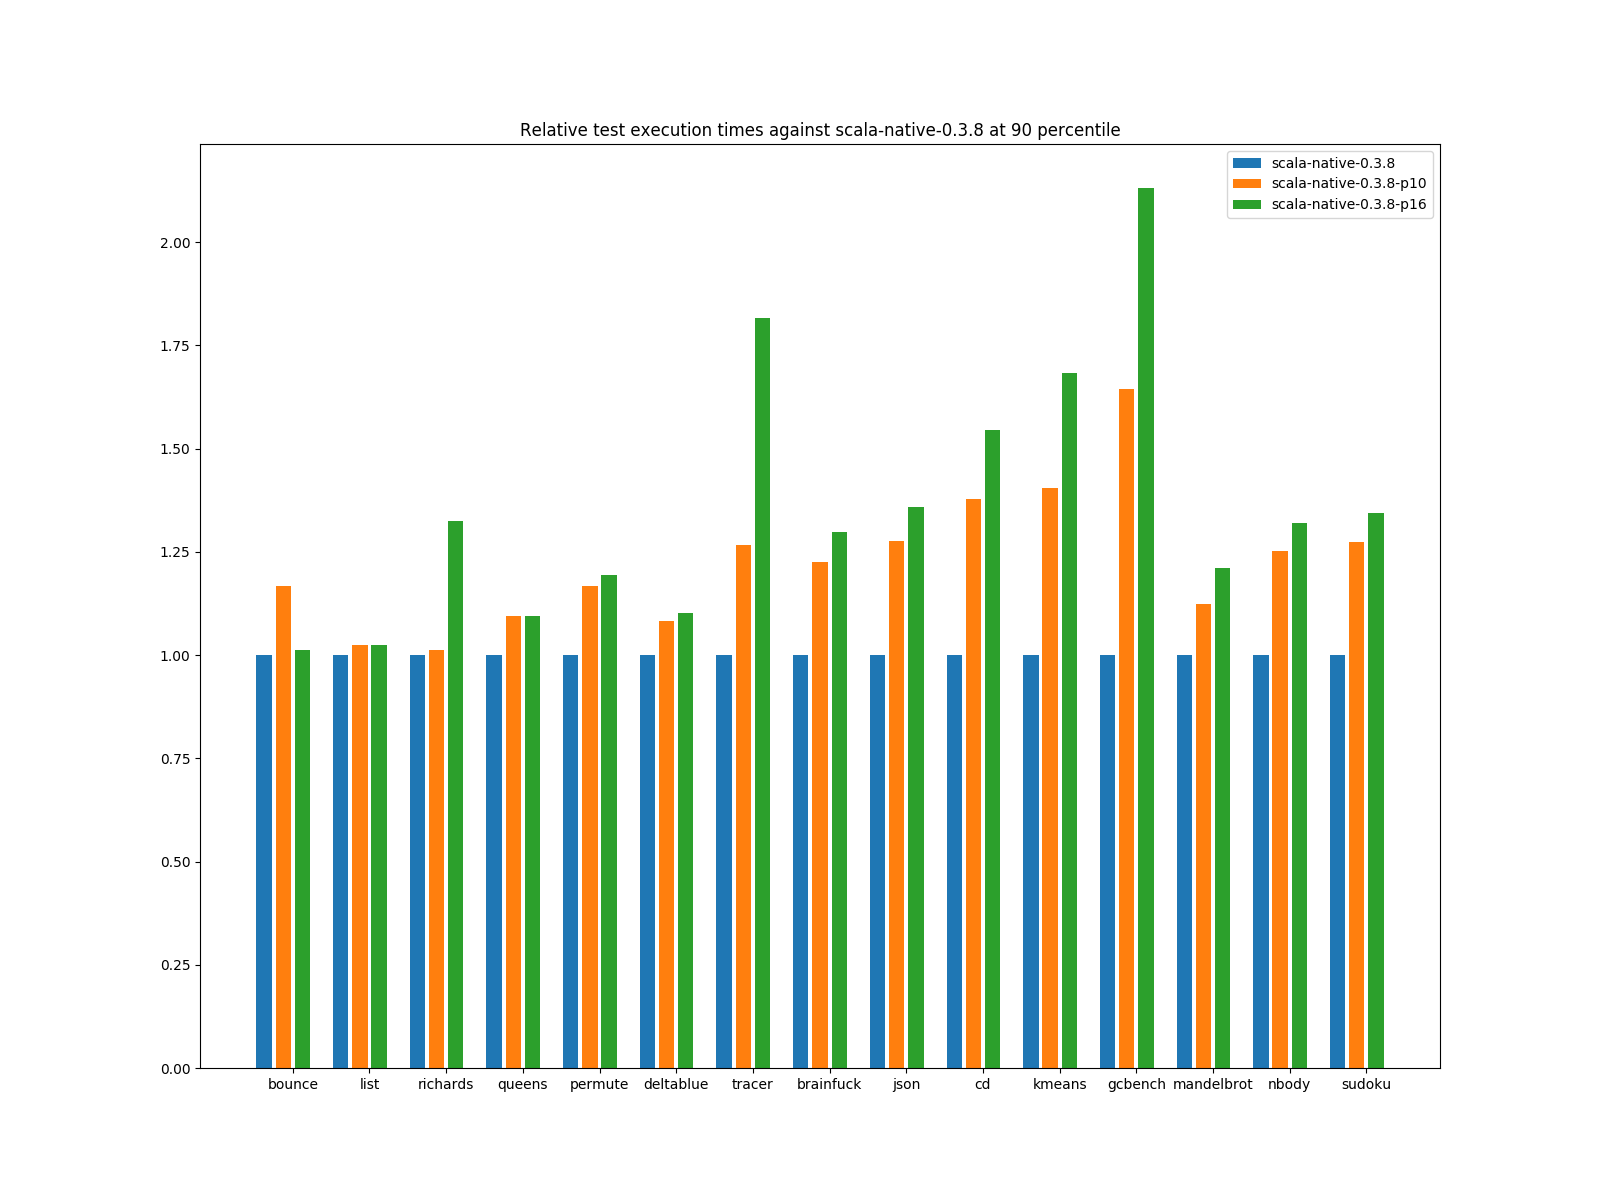 Relative test execution times against scala-native-0.3.8 at 90 percentile
scala-native-0.3.8
scala-native-0.3.8-p10
scala-native-0.3.8-p16
2.00
1.75
1.50
1.25
1.00
0.75
0.50
0.25
0.00
bounce list richards queens permute deltablue tracer brainfuck json cd kmeans gcbench mandelbrot nbody sudoku